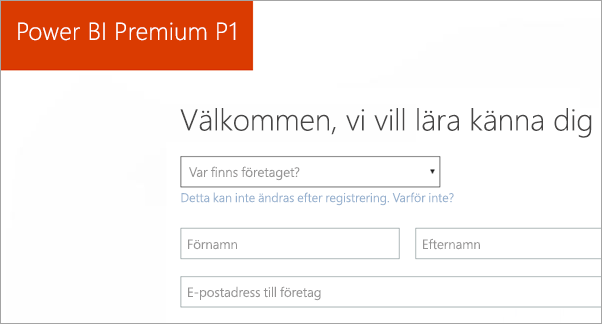 Power BI Premium P1
Välkommen, vi vill lära känna dig
Var finns företaget?
Detta kan inte ändras efter registrering. Varför inte?
Förnamn
Efternamn
E-postadress till företag